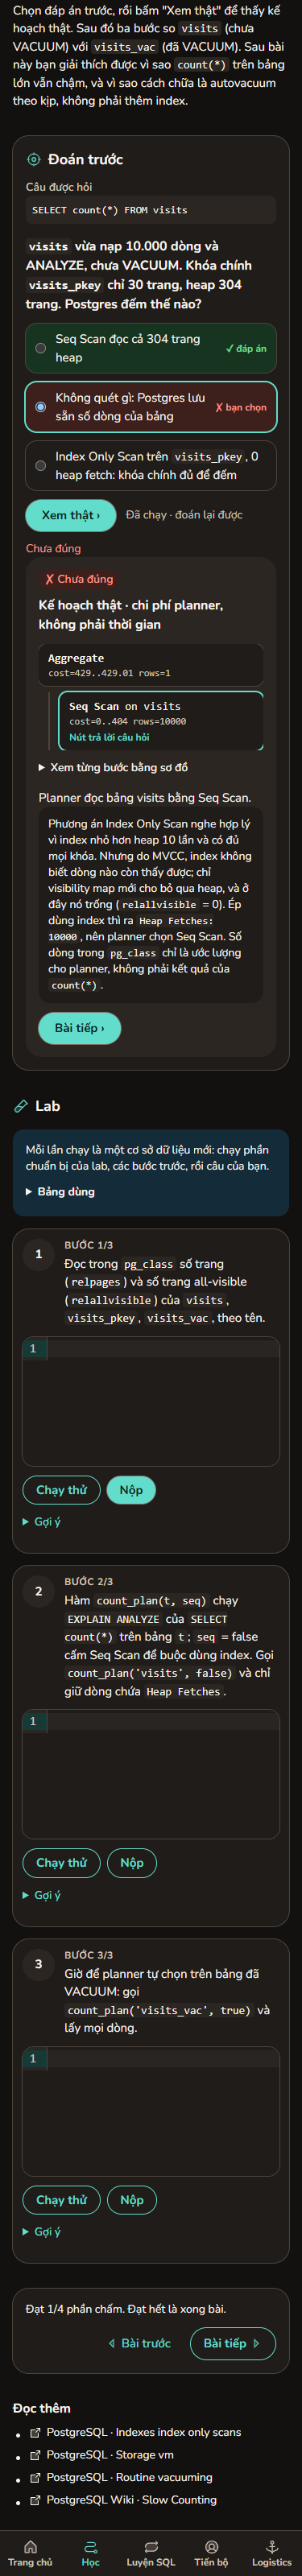 Chọn đáp án trước, rồi bấm "Xem thật" để thấy kế
hoạch thật. Sau đó ba bước so visits (chưa
VACUUM) với visits_vac (đã VACUUM). Sau bài
này bạn giải thích được vì sao count(*) trên bảng
lớn vẫn chậm, và vì sao cách chữa là autovacuum
theo kịp, không phải thêm index.
Đoán trước
Câu được hỏi
SELECT count(*) FROM visits
visits vừa nạp 10.000 dòng và
ANALYZE, chưa VACUUM. Khóa chính
visits_pkey chỉ 30 trang, heap 304
trang. Postgres đếm thế nào?
Seq Scan đọc cả 304 trang
heap
✓ đáp án
Không quét gì: Postgres lưu
sẵn số dòng của bảng
✗ bạn chọn
Index Only Scan trên visits_pkey, 0
heap fetch: khóa chính đủ để đếm
Xem thật ›
Đã chạy · đoán lại được
Chưa đúng
✗ Chưa đúng
Kế hoạch thật · chi phí planner,
không phải thời gian
Aggregate
cost=429..429.01 rows=1
Seq Scan on visits
cost=0..404 rows=10000
Nút trả lời câu hỏi
▶ Xem từng bước bằng sơ đồ
Planner đọc bảng visits bằng Seq Scan.
Phương án Index Only Scan nghe hợp lý
vì index nhỏ hơn heap 10 lần và có đủ
mọi khóa. Nhưng do MVCC, index không
biết dòng nào còn thấy được; chỉ
visibility map mới cho bỏ qua heap, và ở
đây nó trống (relallvisible = 0). Ép
dùng index thì ra Heap Fetches:
10000, nên planner chọn Seq Scan. Số
dòng trong pg_class chỉ là ước lượng
cho planner, không phải kết quả của
count(*).
Bài tiếp ›
Lab
Mỗi lần chạy là một cơ sở dữ liệu mới: chạy phần
chuẩn bị của lab, các bước trước, rồi câu của bạn.
▶ Bảng dùng
1
BƯỚC 1/3
Đọc trong pg_class số trang
(relpages) và số trang all-visible
(relallvisible) của visits,
visits_pkey, visits_vac, theo tên.
1
Chạy thử
Nộp
▶ Gợi ý
2
BƯỚC 2/3
Hàm count_plan(t, seq) chạy
EXPLAIN ANALYZE của SELECT
count(*) trên bảng t; seq = false
cấm Seq Scan để buộc dùng index. Gọi
count_plan('visits', false) và chỉ
giữ dòng chứa Heap Fetches.
1
Chạy thử
Nộp
▶ Gợi ý
3
BƯỚC 3/3
Giờ để planner tự chọn trên bảng đã
VACUUM: gọi
count_plan('visits_vac', true) và
lấy mọi dòng.
1
Chạy thử
Nộp
▶ Gợi ý
Đạt 1/4 phần chấm. Đạt hết là xong bài.
Bài trước
Bài tiếp
Đọc thêm
PostgreSQL · Indexes index only scans
PostgreSQL · Storage vm
PostgreSQL · Routine vacuuming
PostgreSQL Wiki · Slow Counting
Trang chủ
Học
Luyện SQL
Tiến bộ
Logistics